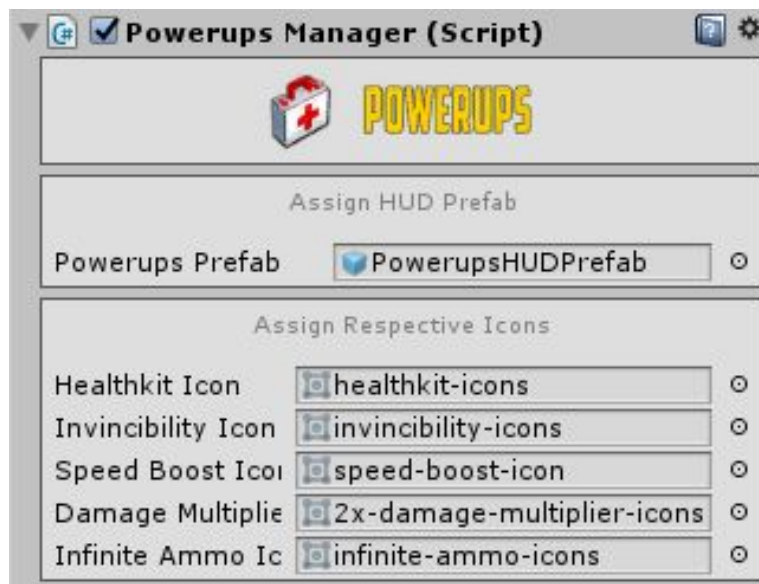 Powerups Manager (Script)
POWERUPS
Assign HUD Prefab
Powerups Prefab PowerupsHUDPrefab
Assign Respective Icons
Healthkit Icon healthkit-icons
Invincibility Icon invincibility-icons
Speed Boost Icon speed-boost-icon
Damage Multiplie 2x-damage-multiplier-icons
Infinite Ammo Ic infinite-ammo-icons